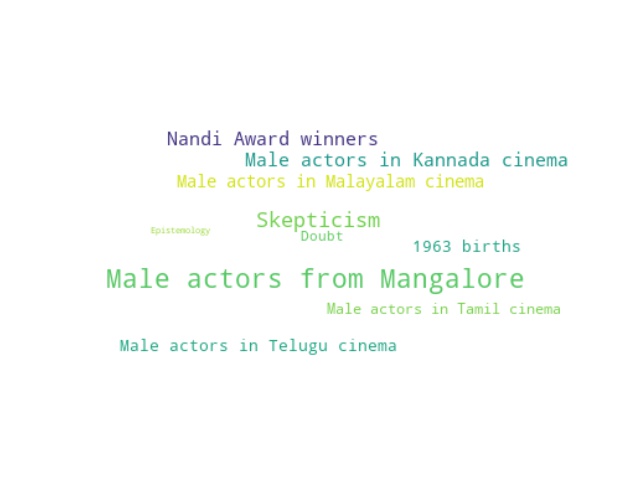 Nandi Award winners
Male actors in Kannada cinema
Male actors in Malayalam cinema
Skepticism
Epistemology
Doubt
1963 births
Male actors from Mangalore
Male actors in Tamil cinema
Male actors in Telugu cinema